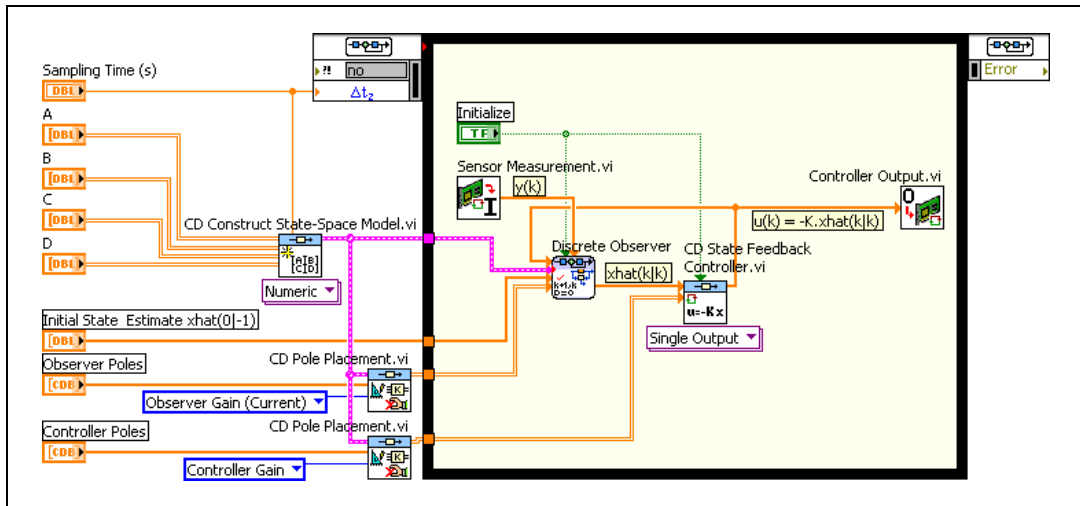 Sampling Time (s)
DBL
?! no
Δt z
Error
A
[DBL]
B
[DBL]
C
[DBL]
D
[DBL]
CD Construct State-Space Model.vi
[A|B]
[C|D]
Numeric
Initial State Estimate xhat(0|-1)
[DBL]
Observer Poles
[CDB]
CD Pole Placement.vi
K
Observer Gain (Current)
Controller Poles
[CDB]
CD Pole Placement.vi
K
Controller Gain
Initialize
TF
Sensor Measurement.vi
y(k)
Discrete Observer
k+1/k
D=0
xhat(k|k)
CD State Feedback
Controller.vi
u=-Kx
Single Output
Controller Output.vi
u(k) = -K.xhat(k|k)